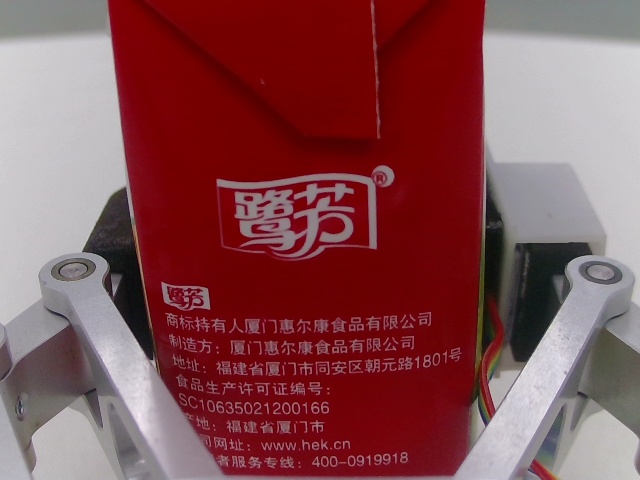 鹭芳®
鹭芳
商标持有人厦门惠尔康食品有限公司
制造方：厦门惠尔康食品有限公司
地址：福建省厦门市同安区朝元路1801号
食品生产许可证编号：
SC10635021200166
地：福建省厦门市
网址：www.hek.cn
者服务专线：400-0919918